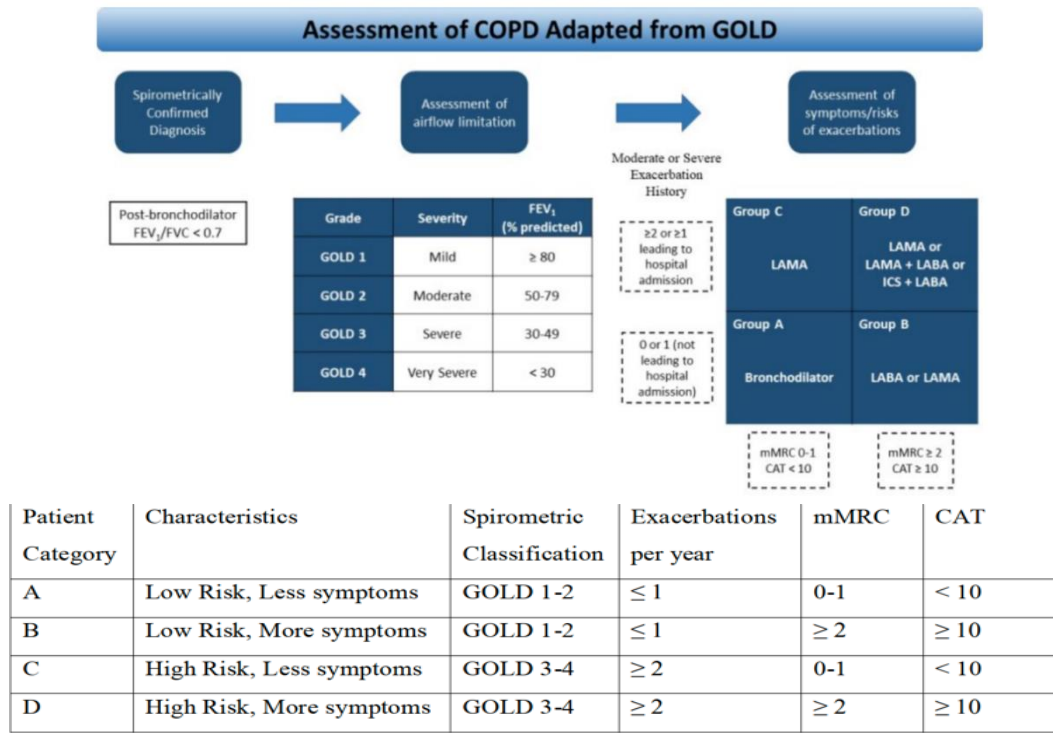 Assessment of COPD Adapted from GOLD
Spirometrically
Confirmed
Diagnosis
Assessment of
airflow limitation
Assessment of
symptoms/risks
of exacerbations
Post-bronchodilator
FEV₁/FVC < 0.7
Grade Severity FEV₁
(% predicted)
GOLD 1 Mild ≥ 80
GOLD 2 Moderate 50-79
GOLD 3 Severe 30-49
GOLD 4 Very Severe < 30
Moderate or Severe
Exacerbation
History
≥2 or ≥1
leading to
hospital
admission
0 or 1 (not
leading to
hospital
admission)
Group C
LAMA
Group D
LAMA or
LAMA + LABA or
ICS + LABA
Group A
Bronchodilator
Group B
LABA or LAMA
mMRC 0-1
CAT < 10
mMRC ≥ 2
CAT ≥ 10
Patient Characteristics Spirometric Exacerbations mMRC CAT
Category Classification per year
A Low Risk, Less symptoms GOLD 1-2 ≤ 1 0-1 < 10
B Low Risk, More symptoms GOLD 1-2 ≤ 1 ≥ 2 ≥ 10
C High Risk, Less symptoms GOLD 3-4 ≥ 2 0-1 < 10
D High Risk, More symptoms GOLD 3-4 ≥ 2 ≥ 2 ≥ 10